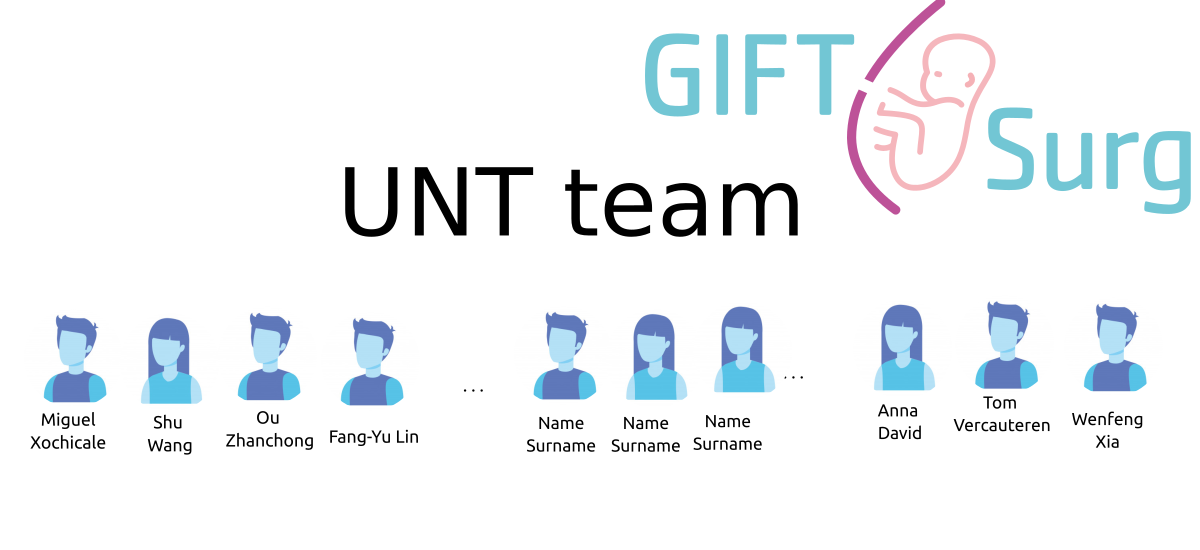 GIFT
Surg
UNT team
Miguel
Xochicale
Shu
Wang
Ou
Zhanchong
Fang-Yu Lin
...
Name
Surname
Name
Surname
Name
Surname
...
Anna
David
Tom
Vercauteren
Wenfeng
Xia